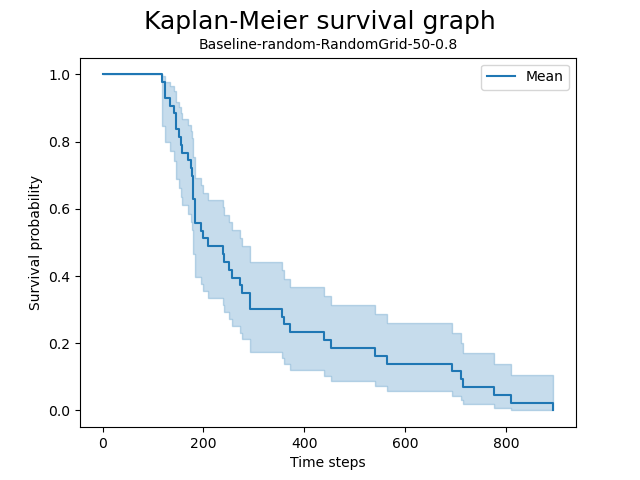 Kaplan-Meier survival graph
Baseline-random-RandomGrid-50-0.8
Mean
Survival probability
1.0
0.8
0.6
0.4
0.2
0.0
0 200 400 600 800
Time steps